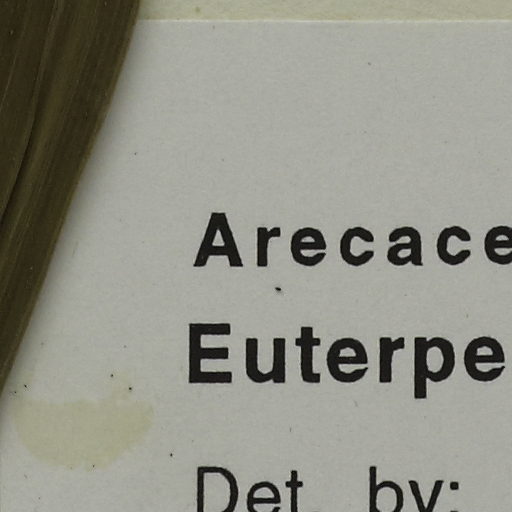 Arecace
Euterpe
Det. by: